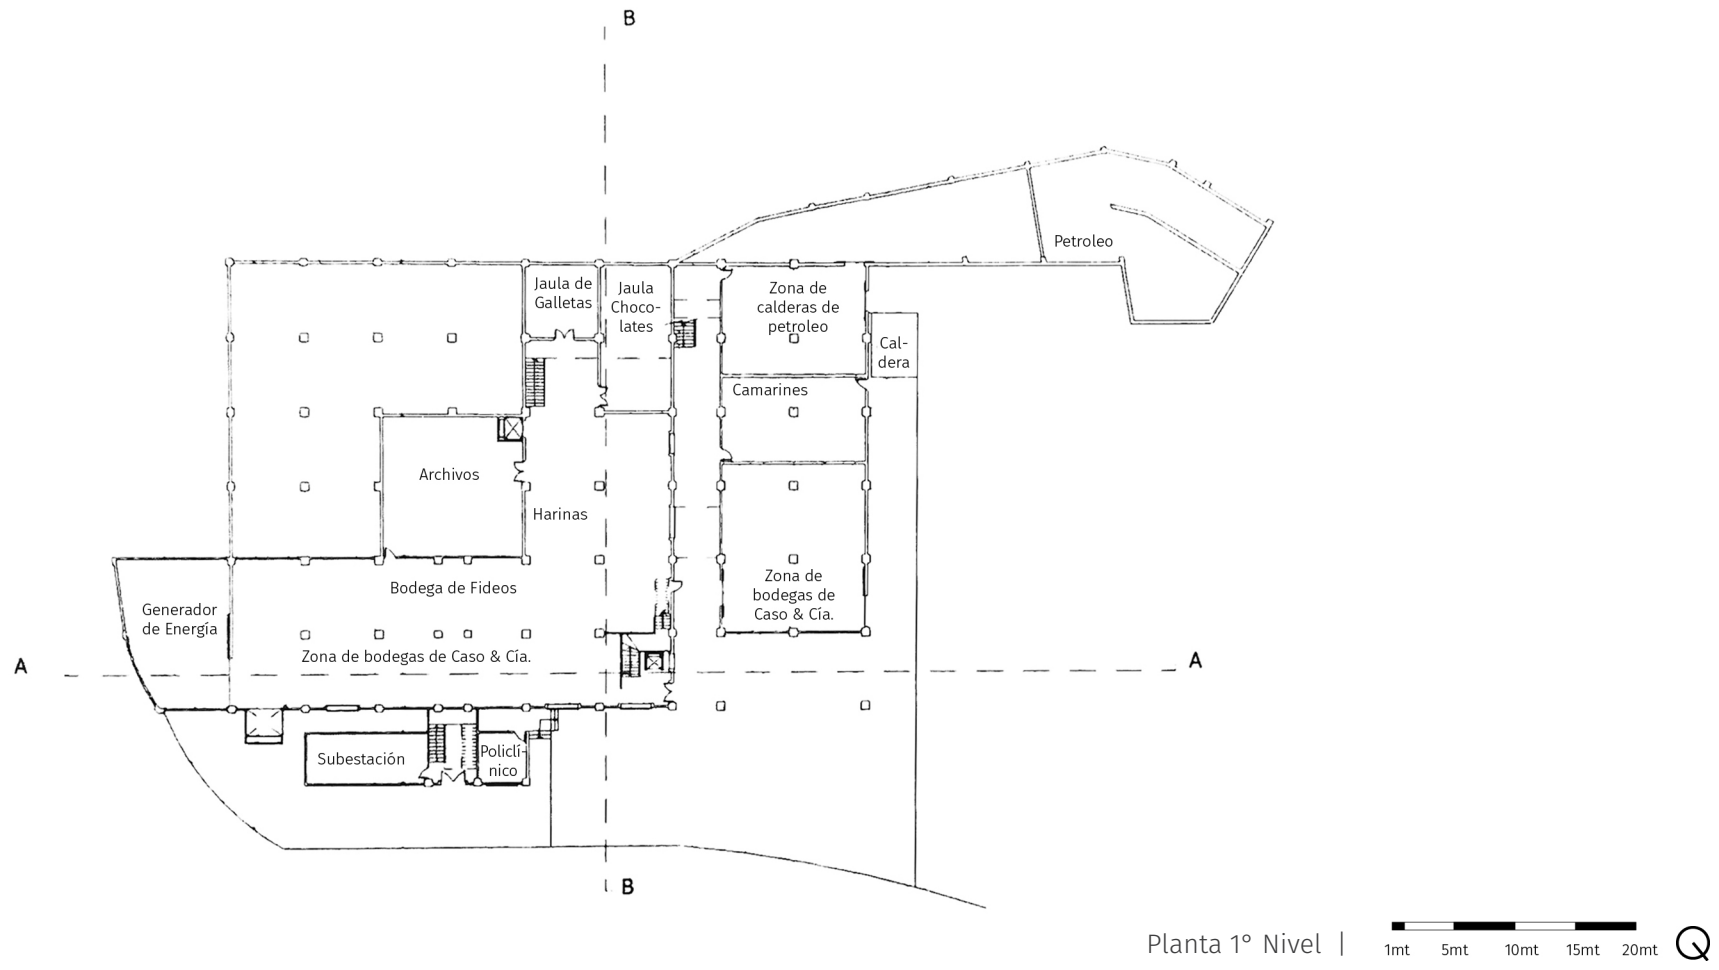 B
Petroleo
Jaula de
Galletas
Jaula
Choco-
lates
Zona de
calderas de
petroleo
Cal-
dera
Camarines
Archivos
Harinas
Bodega de Fideos
Zona de
bodegas de
Caso & Cía.
Generador
de Energía
Zona de bodegas de Caso & Cía.
A
A
Subestación
Policlí-
nico
B
Planta 1° Nivel |
1mt 5mt 10mt 15mt 20mt